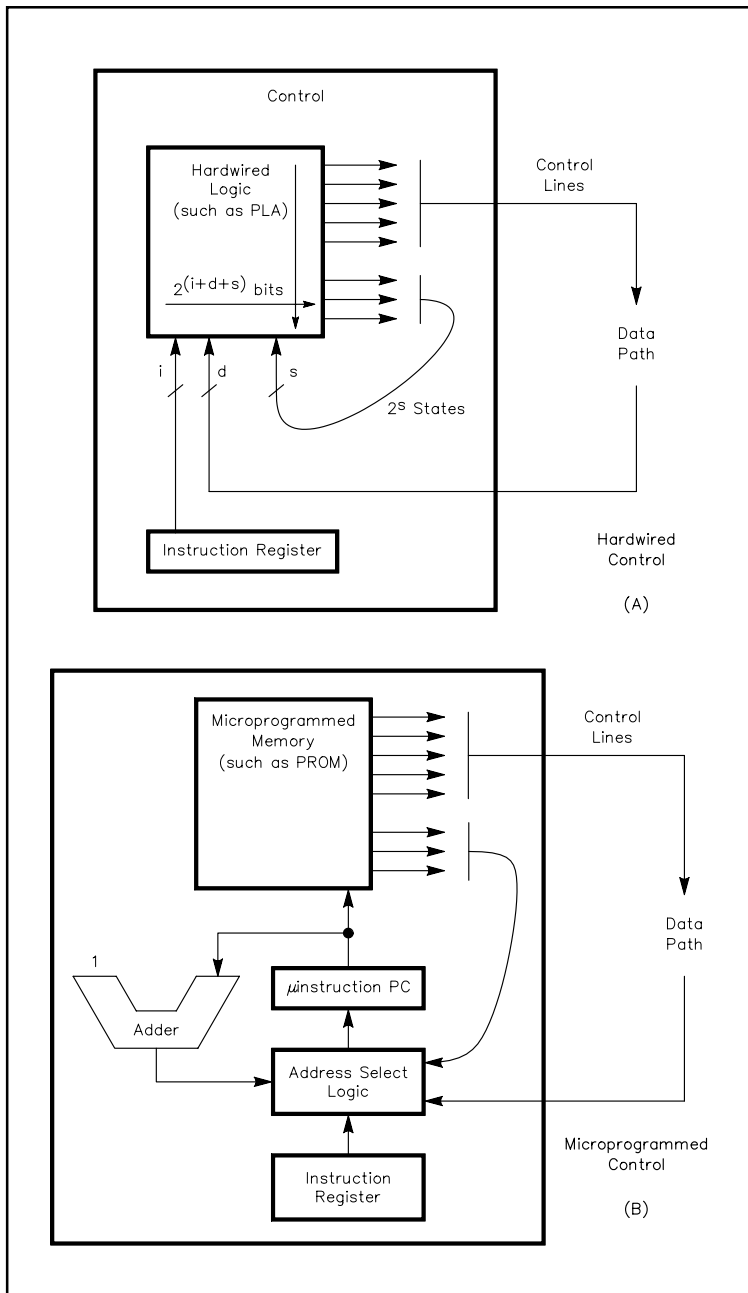 Control
Hardwired
Logic
(such as PLA)
2(i+d+s) bits
i
d
s
2s States
Instruction Register
Control
Lines
Data
Path
Hardwired
Control
(A)
Microprogrammed
Memory
(such as PROM)
1
Adder
μinstruction PC
Address Select
Logic
Instruction
Register
Control
Lines
Data
Path
Microprogrammed
Control
(B)